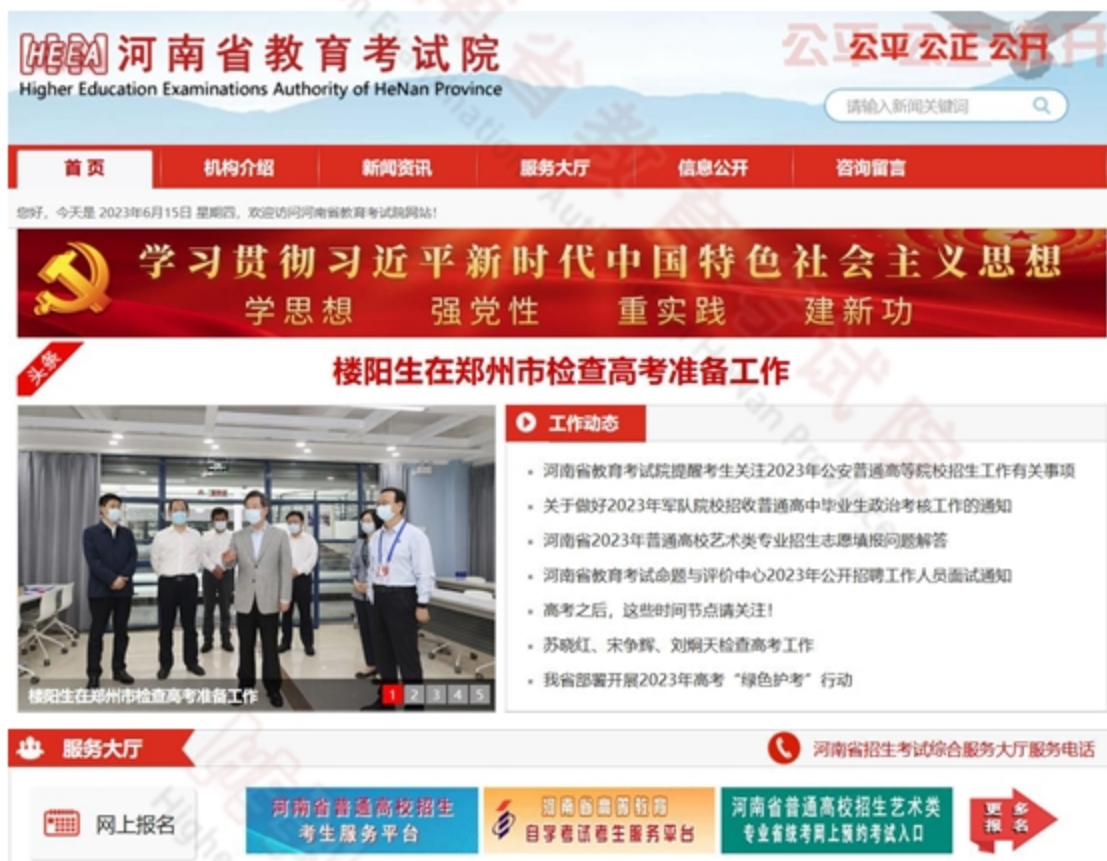 HEEA 河南省教育考试院
Higher Education Examinations Authority of HeNan Province
公平 公正 公开
请输入新闻关键词
首页 机构介绍 新闻资讯 服务大厅 信息公开 咨询留言
您好，今天是 2023年6月15日 星期四，欢迎访问河南省教育考试院网站！
学习贯彻习近平新时代中国特色社会主义思想
学思想 强党性 重实践 建新功
头条
楼阳生在郑州市检查高考准备工作
楼阳生在郑州市检查高考准备工作
1 2 3 4 5
工作动态
河南省教育考试院提醒考生关注2023年公安普通高等院校招生工作有关事项
关于做好2023年军队院校招收普通高中毕业生政治考核工作的通知
河南省2023年普通高校艺术类专业招生志愿填报问题解答
河南省教育考试命题与评价中心2023年公开招聘工作人员面试通知
高考之后，这些时间节点请关注！
苏晓红、宋争辉、刘炯天检查高考工作
我省部署开展2023年高考“绿色护考”行动
服务大厅
河南省招生考试综合服务大厅服务电话
网上报名
河南省普通高校招生
考生服务平台
河南省高等教育
自学考试考生服务平台
河南省普通高校招生艺术类
专业省统考网上预约考试入口
更多
报名